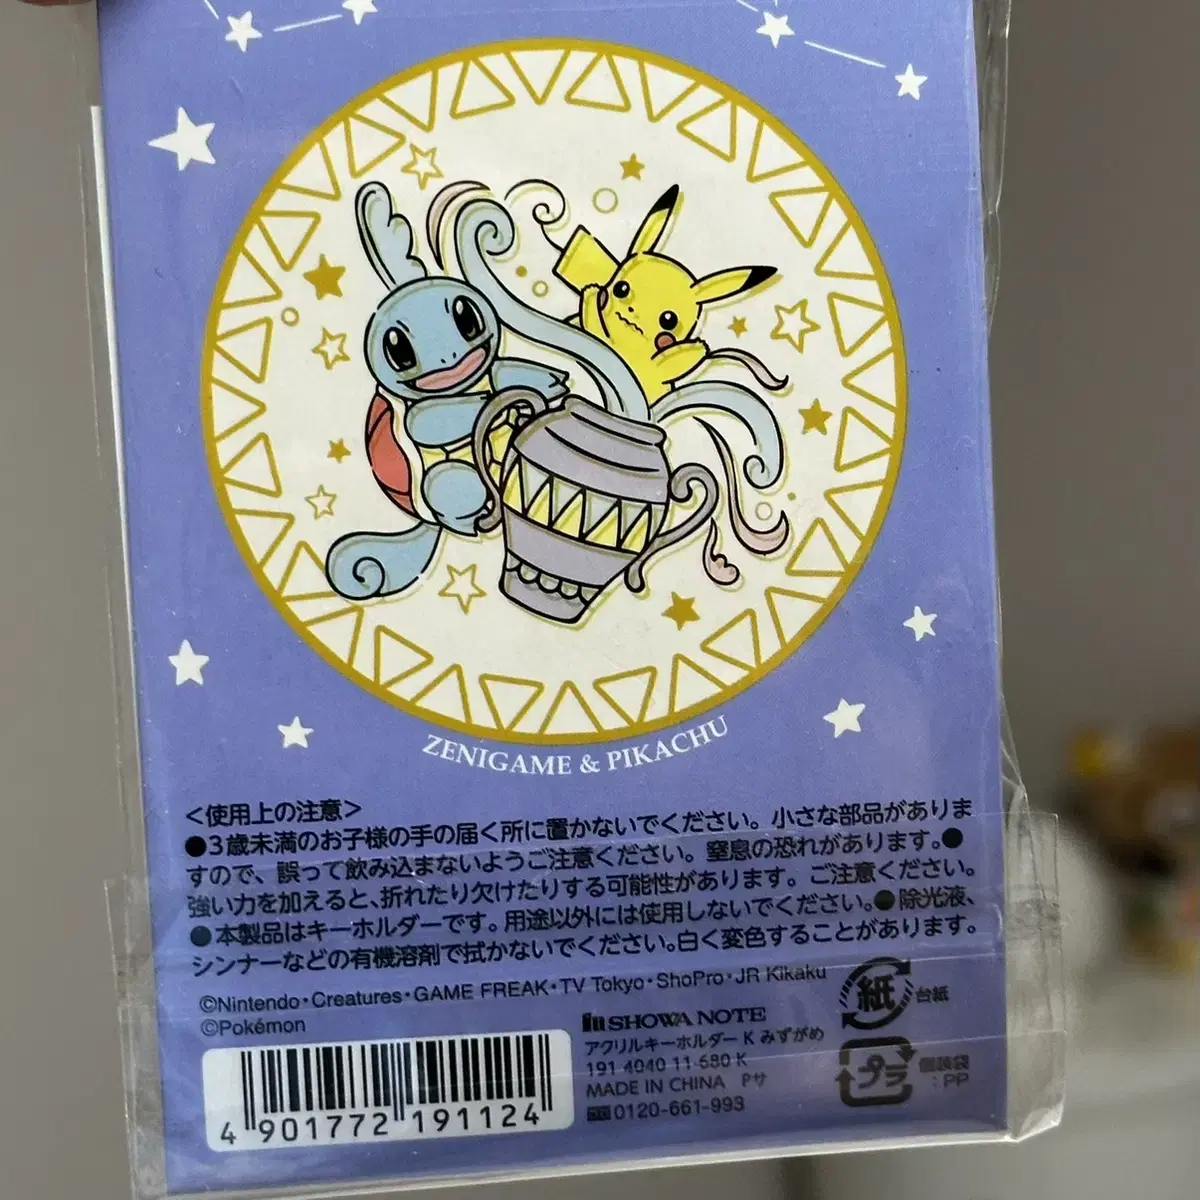 ZENIGAME & PIKACHU
<使用上の注意>
●3歳未満のお子様の手の届く所に置かないでください。小さな部品がありま
すので、誤って飲み込まないようご注意ください。窒息の恐れがあります。●
強い力を加えると、折れたり欠けたりする可能性があります。ご注意ください。
●本製品はキーホルダーです。用途以外には使用しないでください。●除光液、
シンナーなどの有機溶剤で拭かないでください。白く変色することがあります。
©Nintendo・Creatures・GAME FREAK・TV Tokyo・ShoPro・JR Kikaku
©Pokémon
SHOWA NOTE
アクリルキーホルダー K みずがめ
191 4040 11 680 K
MADE IN CHINA Pサ
0120-661-993
4 901772 191124
紙 台紙
プラ 個装袋
:PP